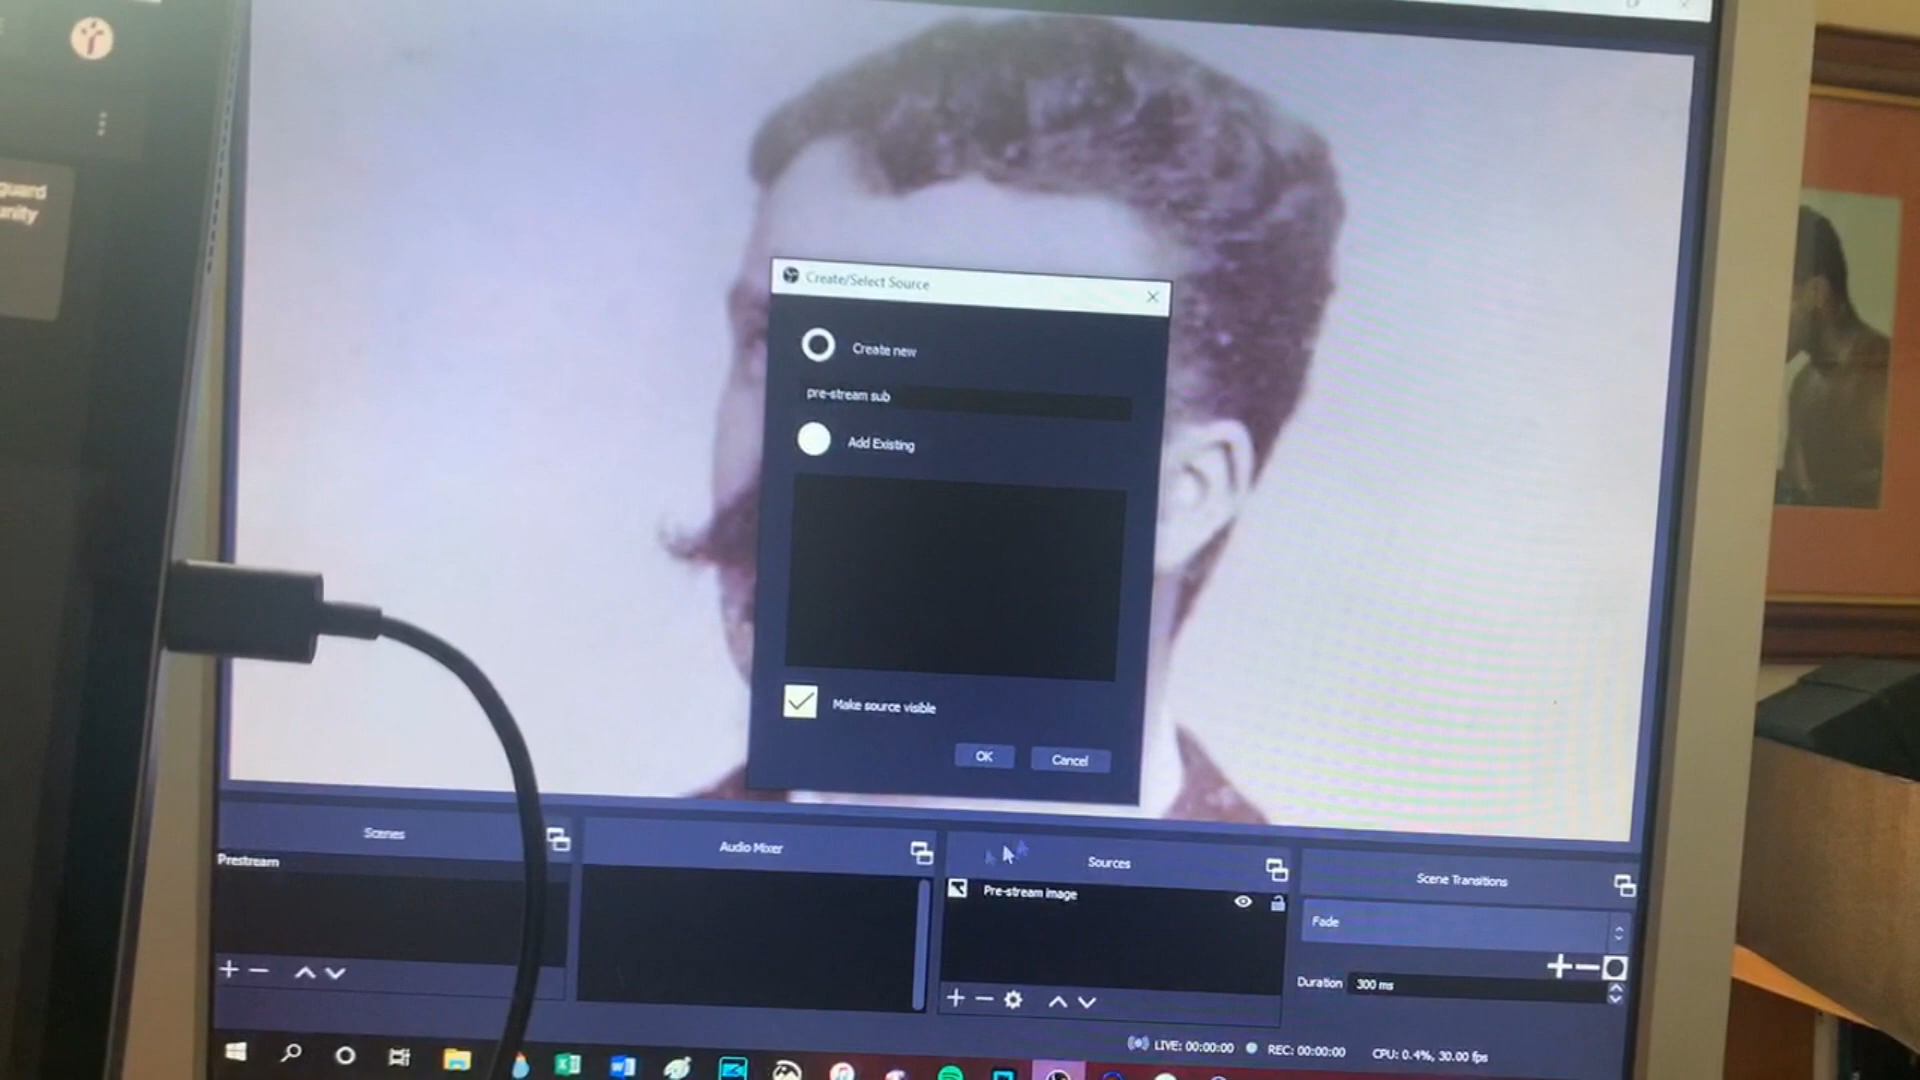 guard
unity
Create/Select Source
Create new
pre-stream sub
Add Existing
Make source visible
OK
Cancel
Scenes
Prestream
Audio Mixer
Sources
Pre-stream image
Scene Transitions
Fade
Duration 300 ms
LIVE: 00:00:00
REC: 00:00:00
CPU: 0.4%, 30.00 fps